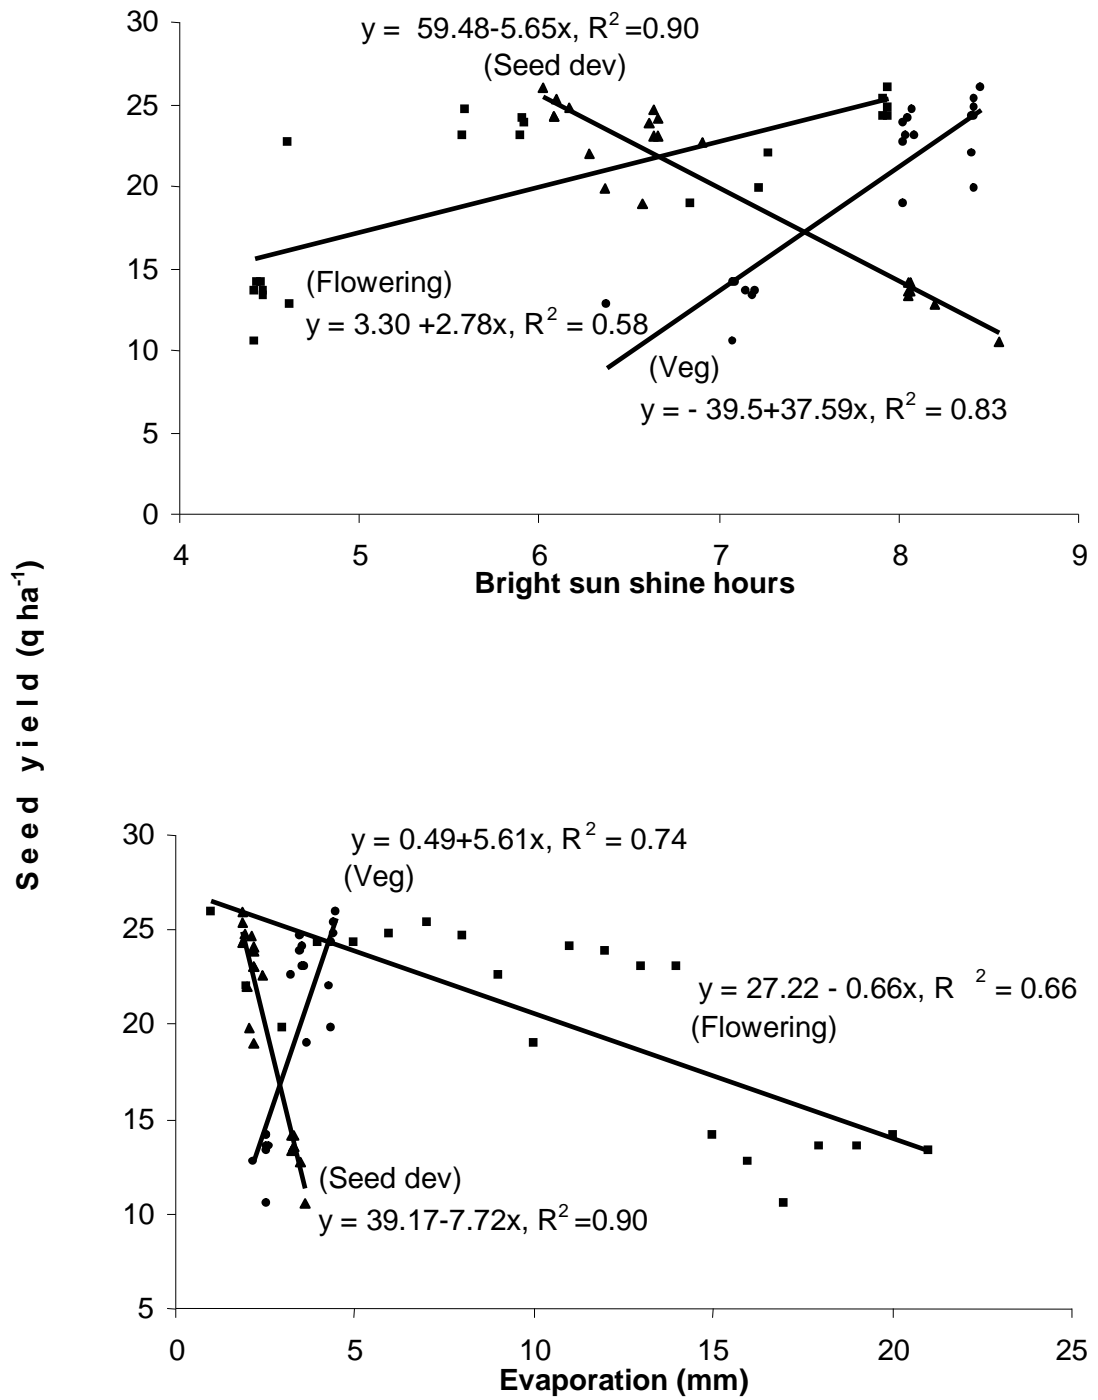 30
25
20
15
10
5
0
y = 59.48-5.65x, R² =0.90
(Seed dev)
(Flowering)
y = 3.30 +2.78x, R² = 0.58
(Veg)
y = - 39.5+37.59x, R² = 0.83
4 5 6 7 8 9
Bright sun shine hours
Seed yield (q ha⁻¹)
30
25
20
15
10
5
y = 0.49+5.61x, R² = 0.74
(Veg)
y = 27.22 - 0.66x, R ² = 0.66
(Flowering)
(Seed dev)
y = 39.17-7.72x, R² =0.90
0 5 10 15 20 25
Evaporation (mm)